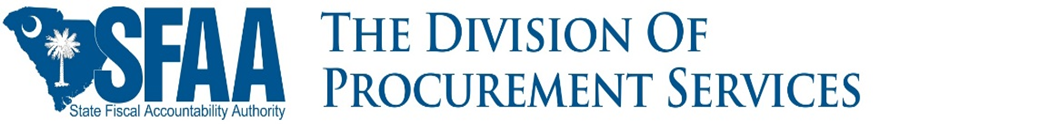 SFAA
State Fiscal Accountability Authority
THE DIVISION OF
PROCUREMENT SERVICES